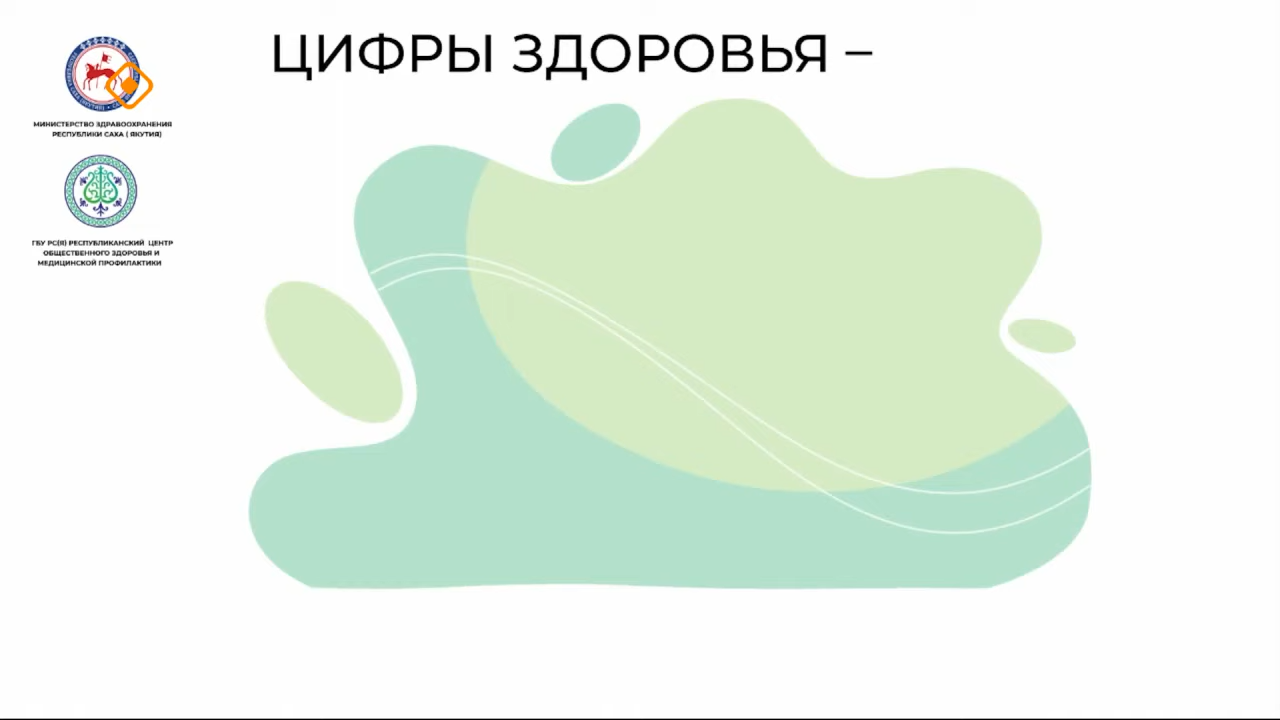 ЦИФРЫ ЗДОРОВЬЯ –
МИНИСТЕРСТВО ЗДРАВООХРАНЕНИЯ
РЕСПУБЛИКИ САХА ( ЯКУТИЯ)
ГБУ РС(Я) РЕСПУБЛИКАНСКИЙ ЦЕНТР
ОБЩЕСТВЕННОГО ЗДОРОВЬЯ И
МЕДИЦИНСКОЙ ПРОФИЛАКТИКИ